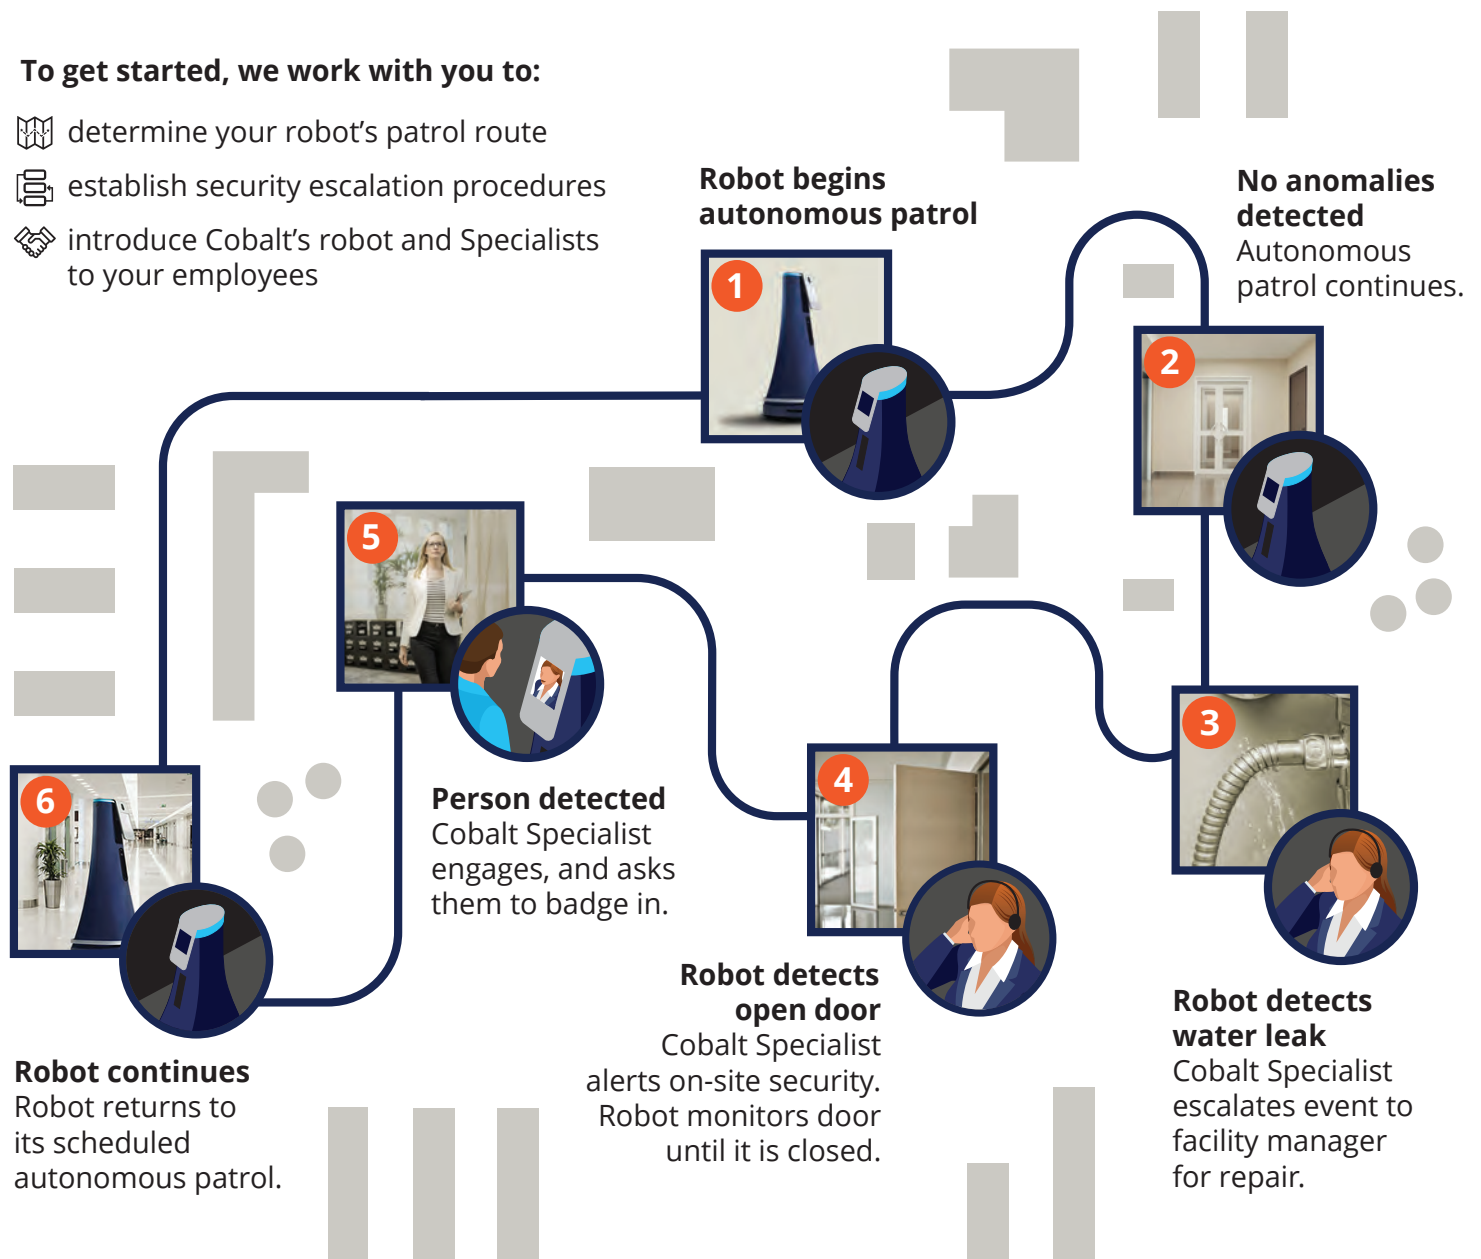 To get started, we work with you to:
determine your robot's patrol route
establish security escalation procedures
introduce Cobalt's robot and Specialists
to your employees
Robot begins
autonomous patrol
1
No anomalies
detected
Autonomous
patrol continues.
2
3
Robot detects
water leak
Cobalt Specialist
escalates event to
facility manager
for repair.
4
Robot detects
open door
Cobalt Specialist
alerts on-site security.
Robot monitors door
until it is closed.
5
Person detected
Cobalt Specialist
engages, and asks
them to badge in.
6
Robot continues
Robot returns to
its scheduled
autonomous patrol.